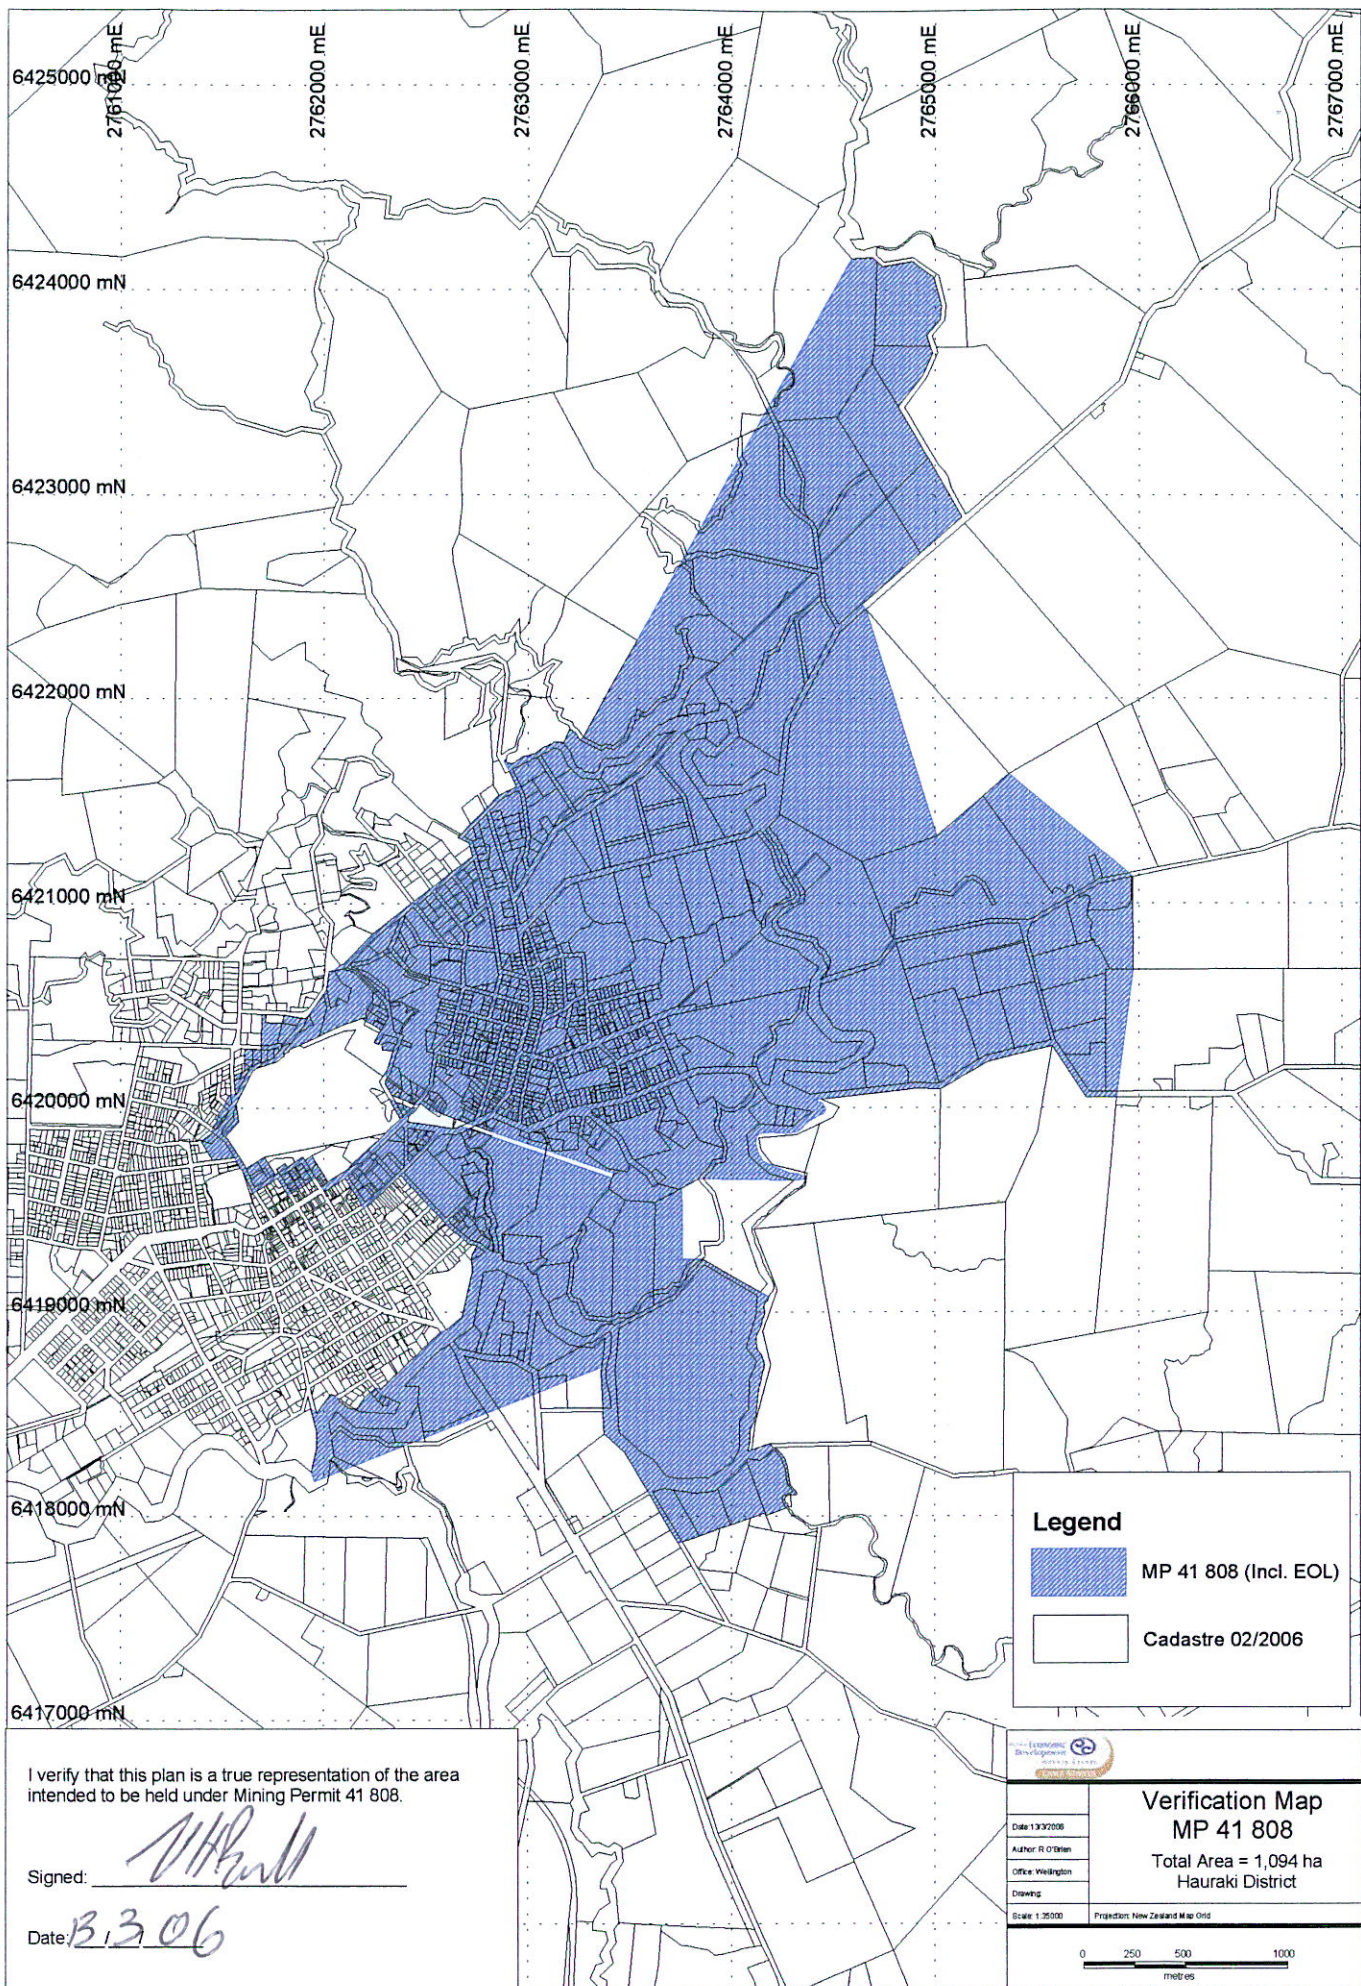 2761000 mE
2762000 mE
2763000 mE
2764000 mE
2765000 mE
2766000 mE
2767000 mE
6425000 mN
6424000 mN
6423000 mN
6422000 mN
6421000 mN
6420000 mN
6419000 mN
6418000 mN
6417000 mN
Legend
MP 41 808 (Incl. EOL)
Cadastre 02/2006
I verify that this plan is a true representation of the area
intended to be held under Mining Permit 41 808.
Signed:
Date: 13/3/06
Economic
Development
Crown Minerals
Verification Map
MP 41 808
Total Area = 1,094 ha
Hauraki District
Date: 13/3/2006
Author: R O'Brien
Office: Wellington
Drawing:
Scale: 1:35000
Projection: New Zealand Map Grid
0 250 500 1000
metres